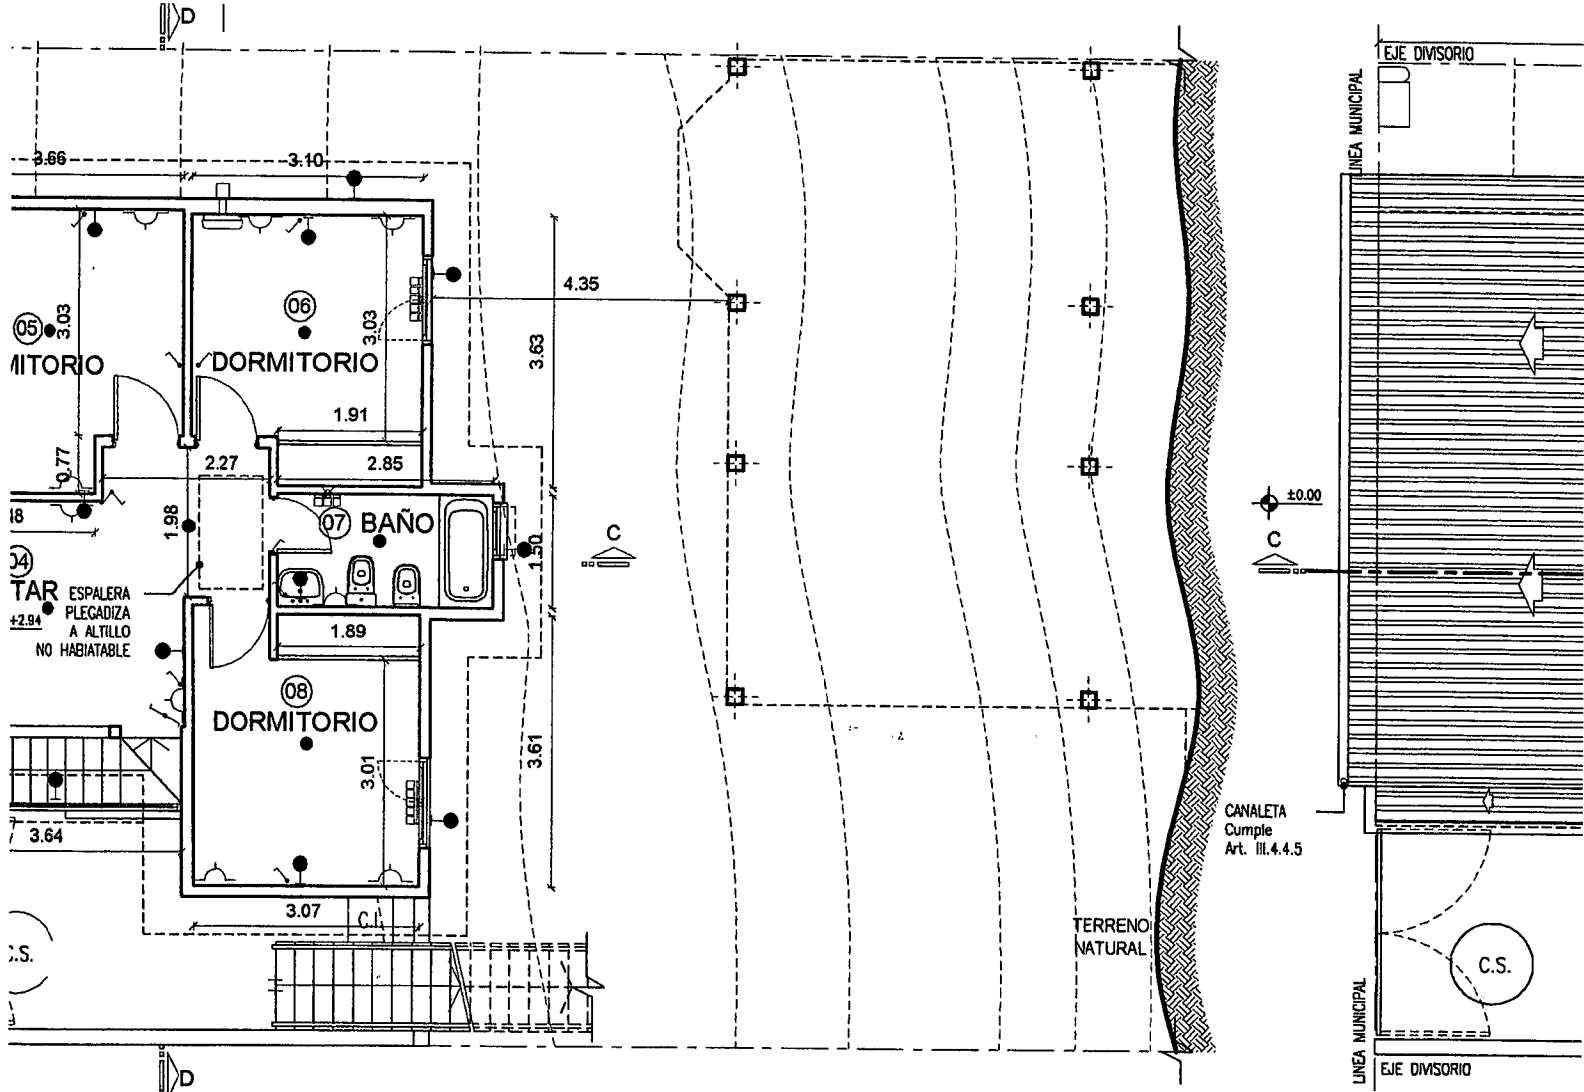 D
EJE DIVISORIO
LINEA MUNICIPAL
3.66
3.10
4.35
06
05
3.03
3.03
3.63
MITORIO
DORMITORIO
1.91
0.77
2.27
2.85
1.98
07 BAÑO
1.50
C
±0.00
C
48
04
TAR
+2.94
ESPALERA
PLEGADIZA
A ALTILLO
NO HABIATABLE
1.89
08
DORMITORIO
3.01
3.61
3.64
CANALETA
Cumple
Art. III.4.4.5
3.07
C.I.
TERRENO
NATURAL
C.S.
C.S.
LINEA MUNICIPAL
EJE DIVISORIO
D